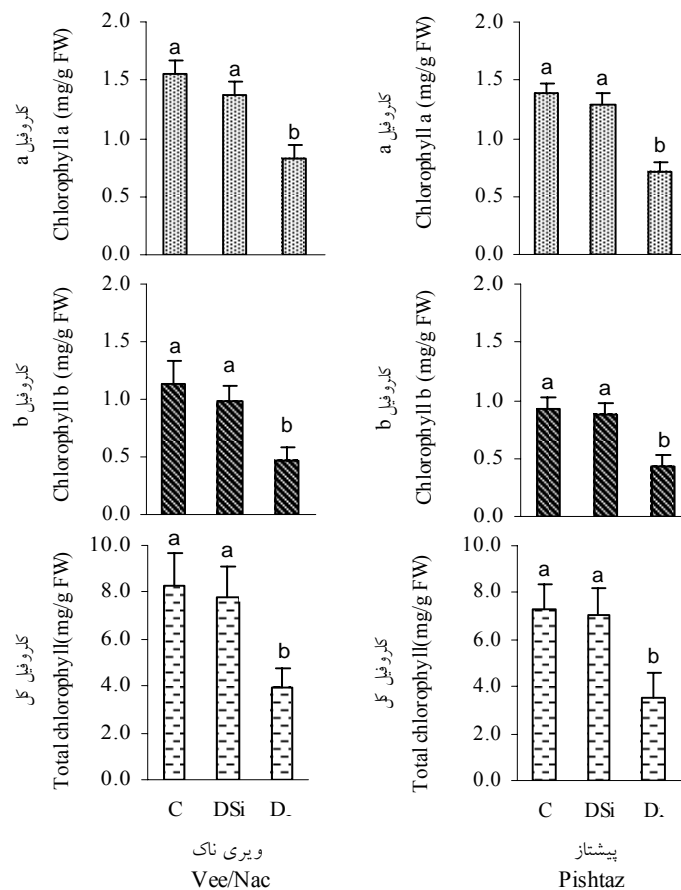 2.0
1.5
1.0
0.5
0.0
کلروفیل a
Chlorophyll a (mg/g FW)
a
a
b
2.0
1.5
1.0
0.5
0.0
کلروفیل a
Chlorophyll a (mg/g FW)
a
a
b
2.0
1.5
1.0
0.5
0.0
کلروفیل b
Chlorophyll b (mg/g FW)
a
a
b
2.0
1.5
1.0
0.5
0.0
کلروفیل b
Chlorophyll b (mg/g FW)
a
a
b
10.0
8.0
6.0
4.0
2.0
0.0
کلروفیل کل
Total chlorophyll(mg/g FW)
a
a
b
10.0
8.0
6.0
4.0
2.0
0.0
کلروفیل کل
Total chlorophyll(mg/g FW)
a
a
b
C DSi D-
C DSi D-
ویری ناک
Vee/Nac
پیشتاز
Pishtaz